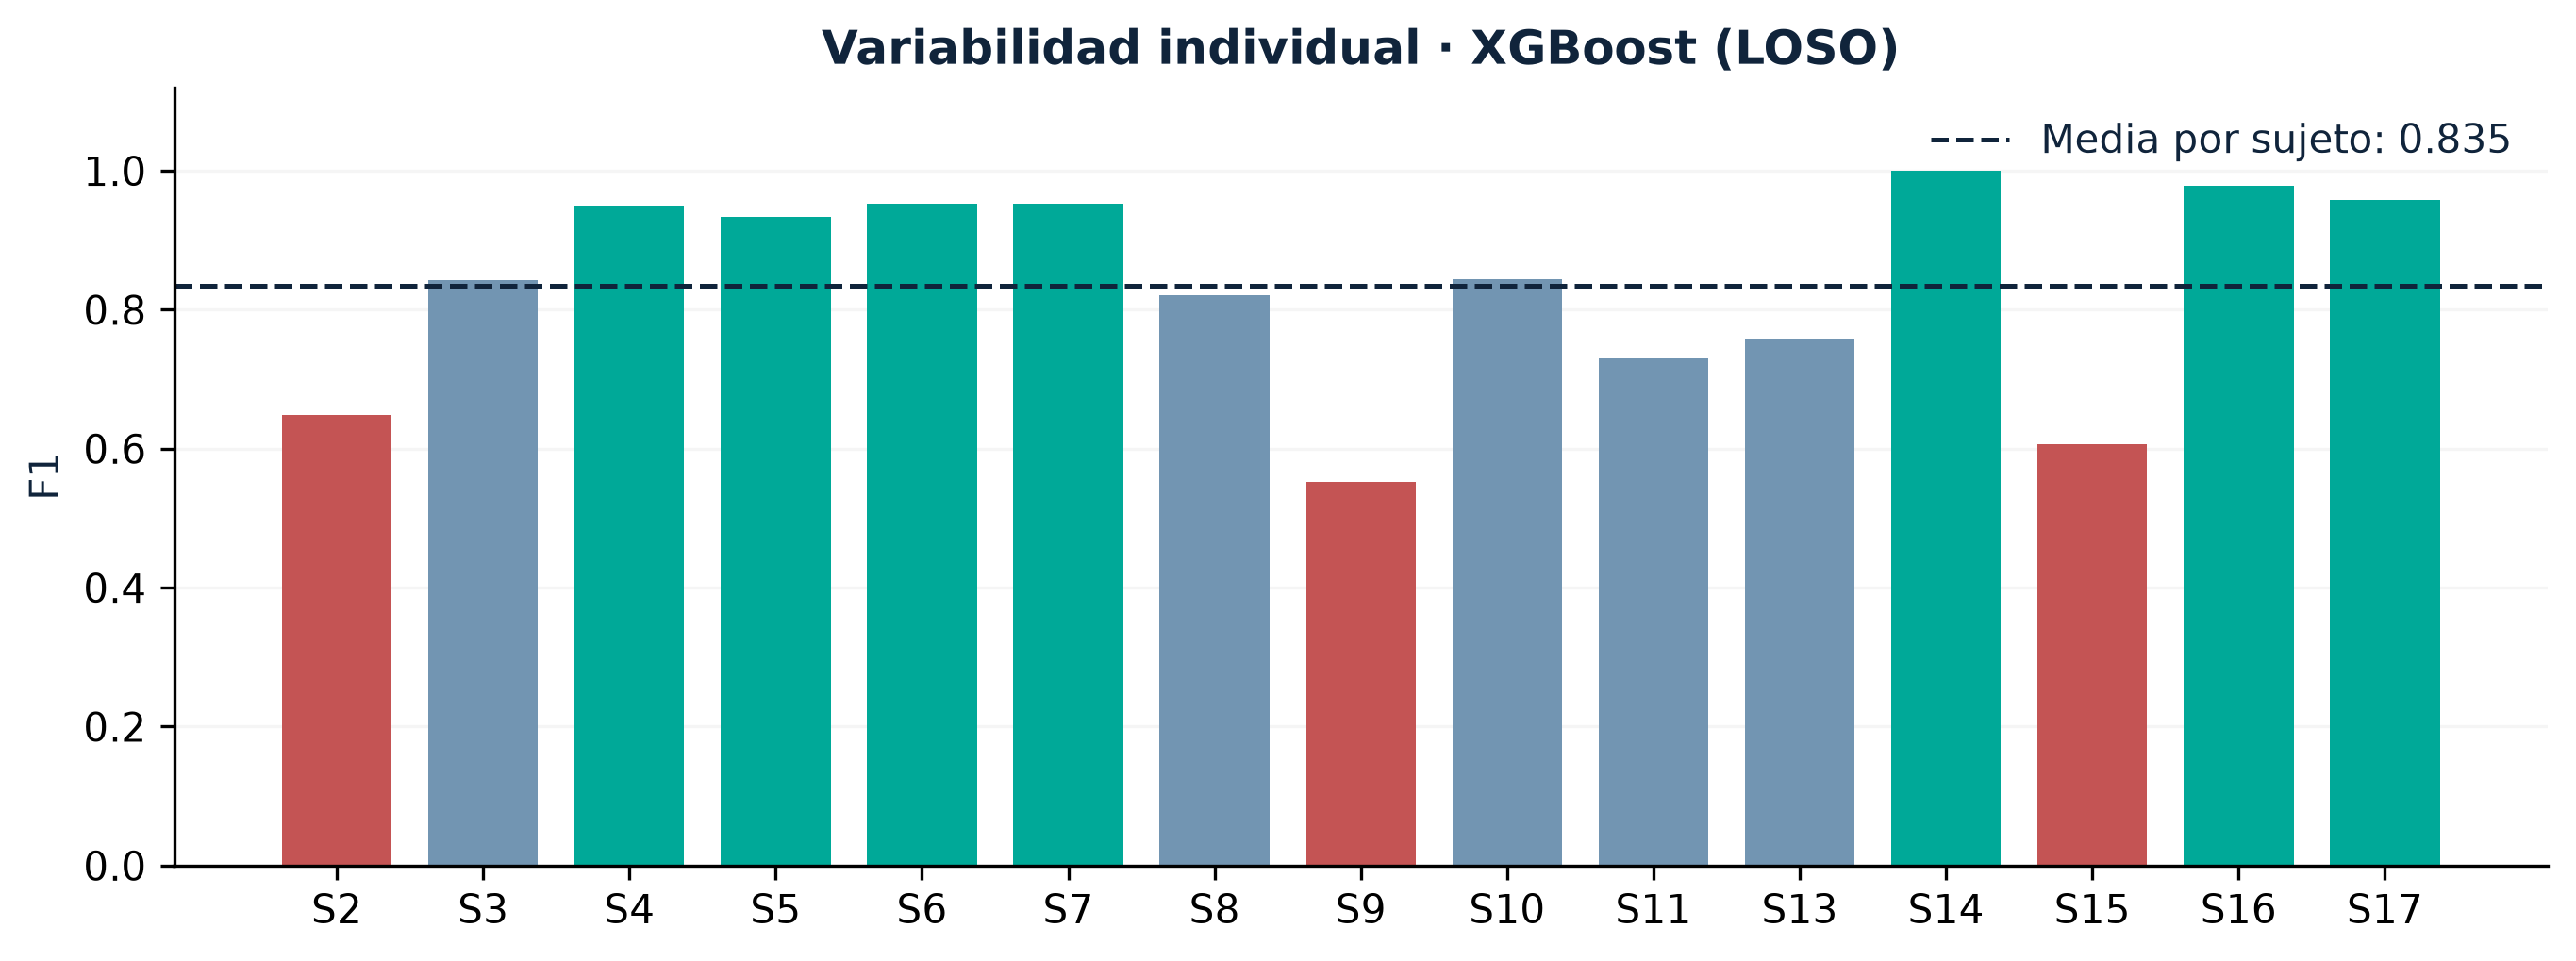 Variabilidad individual · XGBoost (LOSO)
Media por sujeto: 0.835
1.0
0.8
0.6
0.4
0.2
0.0
F1
S2 S3 S4 S5 S6 S7 S8 S9 S10 S11 S13 S14 S15 S16 S17